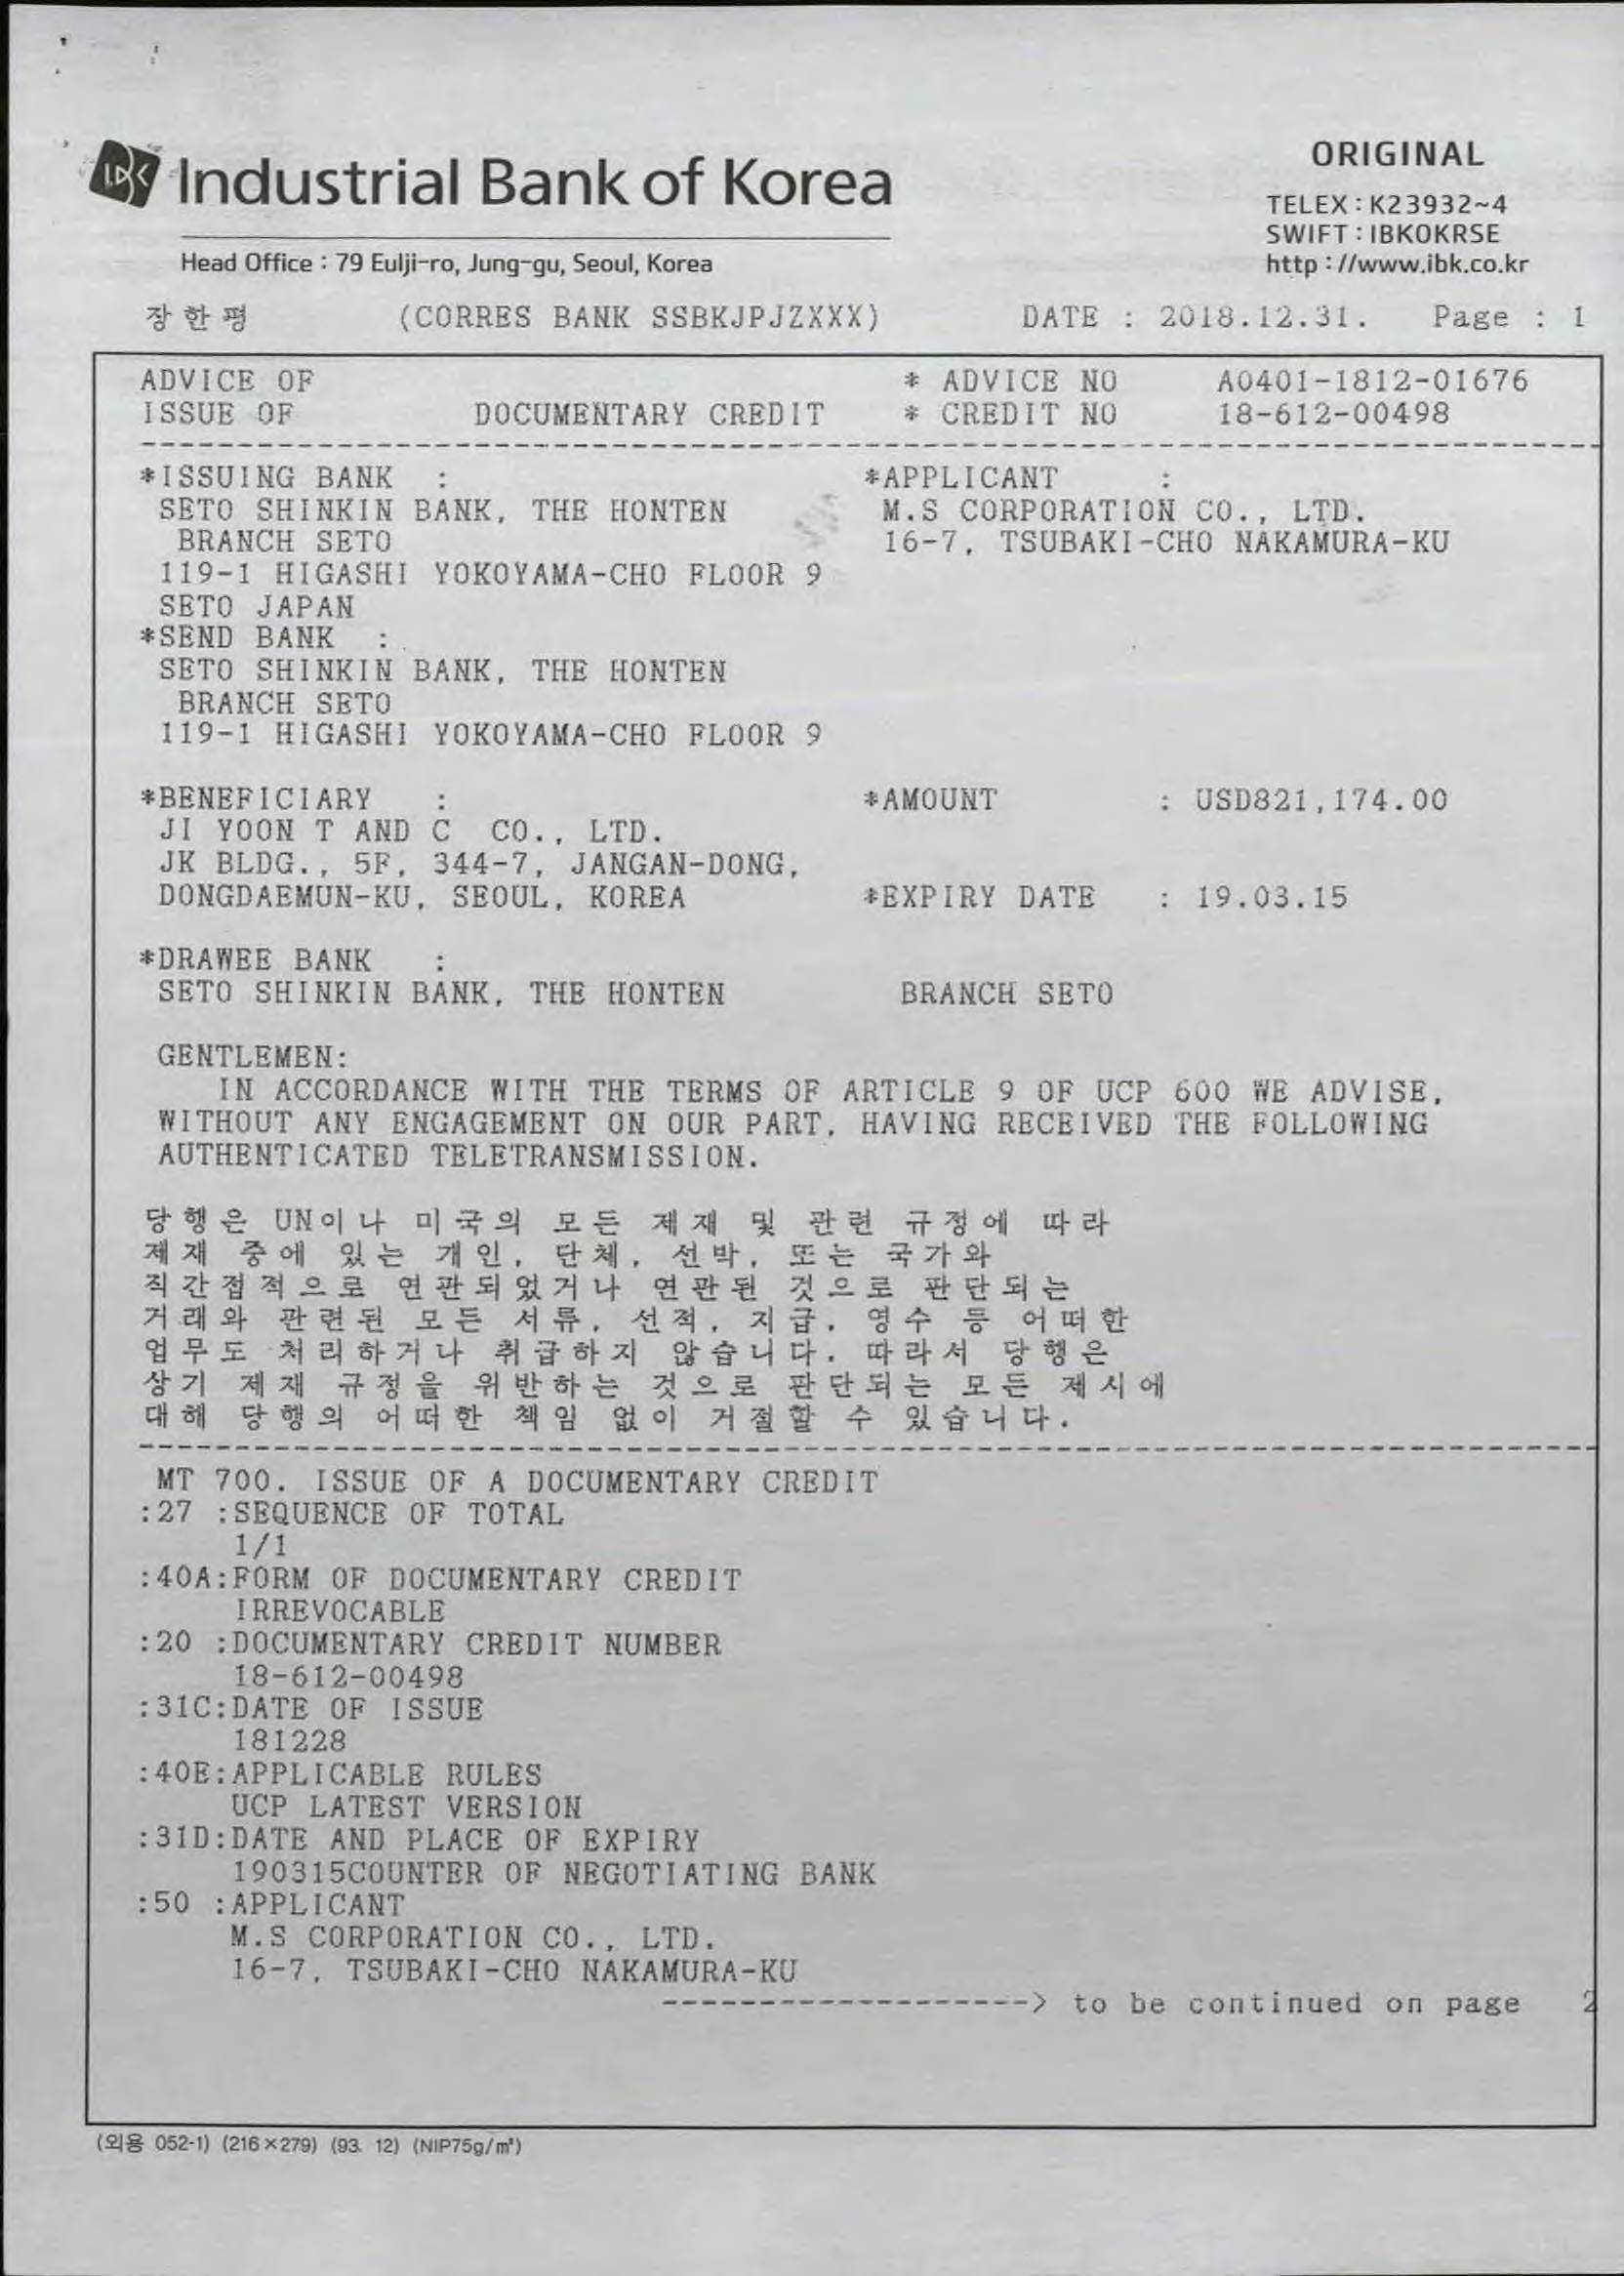 IBK Industrial Bank of Korea
ORIGINAL
TELEX : K23932~4
SWIFT : IBKOKRSE
http : //www.ibk.co.kr
Head Office : 79 Eulji-ro, Jung-gu, Seoul, Korea
장한평 (CORRES BANK SSBKJPJZXXX) DATE : 2018.12.31. Page : 1
ADVICE OF * ADVICE NO A0401-1812-01676
ISSUE OF DOCUMENTARY CREDIT * CREDIT NO 18-612-00498
*ISSUING BANK : *APPLICANT :
SETO SHINKIN BANK, THE HONTEN M.S CORPORATION CO., LTD.
BRANCH SETO 16-7, TSUBAKI-CHO NAKAMURA-KU
119-1 HIGASHI YOKOYAMA-CHO FLOOR 9
SETO JAPAN
*SEND BANK :
SETO SHINKIN BANK, THE HONTEN
BRANCH SETO
119-1 HIGASHI YOKOYAMA-CHO FLOOR 9
*BENEFICIARY : *AMOUNT : USD821,174.00
JI YOON T AND C CO., LTD.
JK BLDG., 5F, 344-7, JANGAN-DONG,
DONGDAEMUN-KU, SEOUL, KOREA *EXPIRY DATE : 19.03.15
*DRAWEE BANK :
SETO SHINKIN BANK, THE HONTEN BRANCH SETO
GENTLEMEN:
IN ACCORDANCE WITH THE TERMS OF ARTICLE 9 OF UCP 600 WE ADVISE,
WITHOUT ANY ENGAGEMENT ON OUR PART, HAVING RECEIVED THE FOLLOWING
AUTHENTICATED TELETRANSMISSION.
당행은 UN이나 미국의 모든 제재 및 관련 규정에 따라
제재 중에 있는 개인, 단체, 선박, 또는 국가와
직간접적으로 연관되었거나 연관된 것으로 판단되는
거래와 관련된 모든 서류, 선적, 지급, 영수 등 어떠한
업무도 처리하거나 취급하지 않습니다. 따라서 당행은
상기 제재 규정을 위반하는 것으로 판단되는 모든 제시에
대해 당행의 어떠한 책임 없이 거절할 수 있습니다.
MT 700. ISSUE OF A DOCUMENTARY CREDIT
:27 :SEQUENCE OF TOTAL
1/1
:40A:FORM OF DOCUMENTARY CREDIT
IRREVOCABLE
:20 :DOCUMENTARY CREDIT NUMBER
18-612-00498
:31C:DATE OF ISSUE
181228
:40E:APPLICABLE RULES
UCP LATEST VERSION
:31D:DATE AND PLACE OF EXPIRY
190315COUNTER OF NEGOTIATING BANK
:50 :APPLICANT
M.S CORPORATION CO., LTD.
16-7, TSUBAKI-CHO NAKAMURA-KU
-------------------> to be continued on page 2
(외용 052-1) (216×279) (93. 12) (NIP75g/㎡)